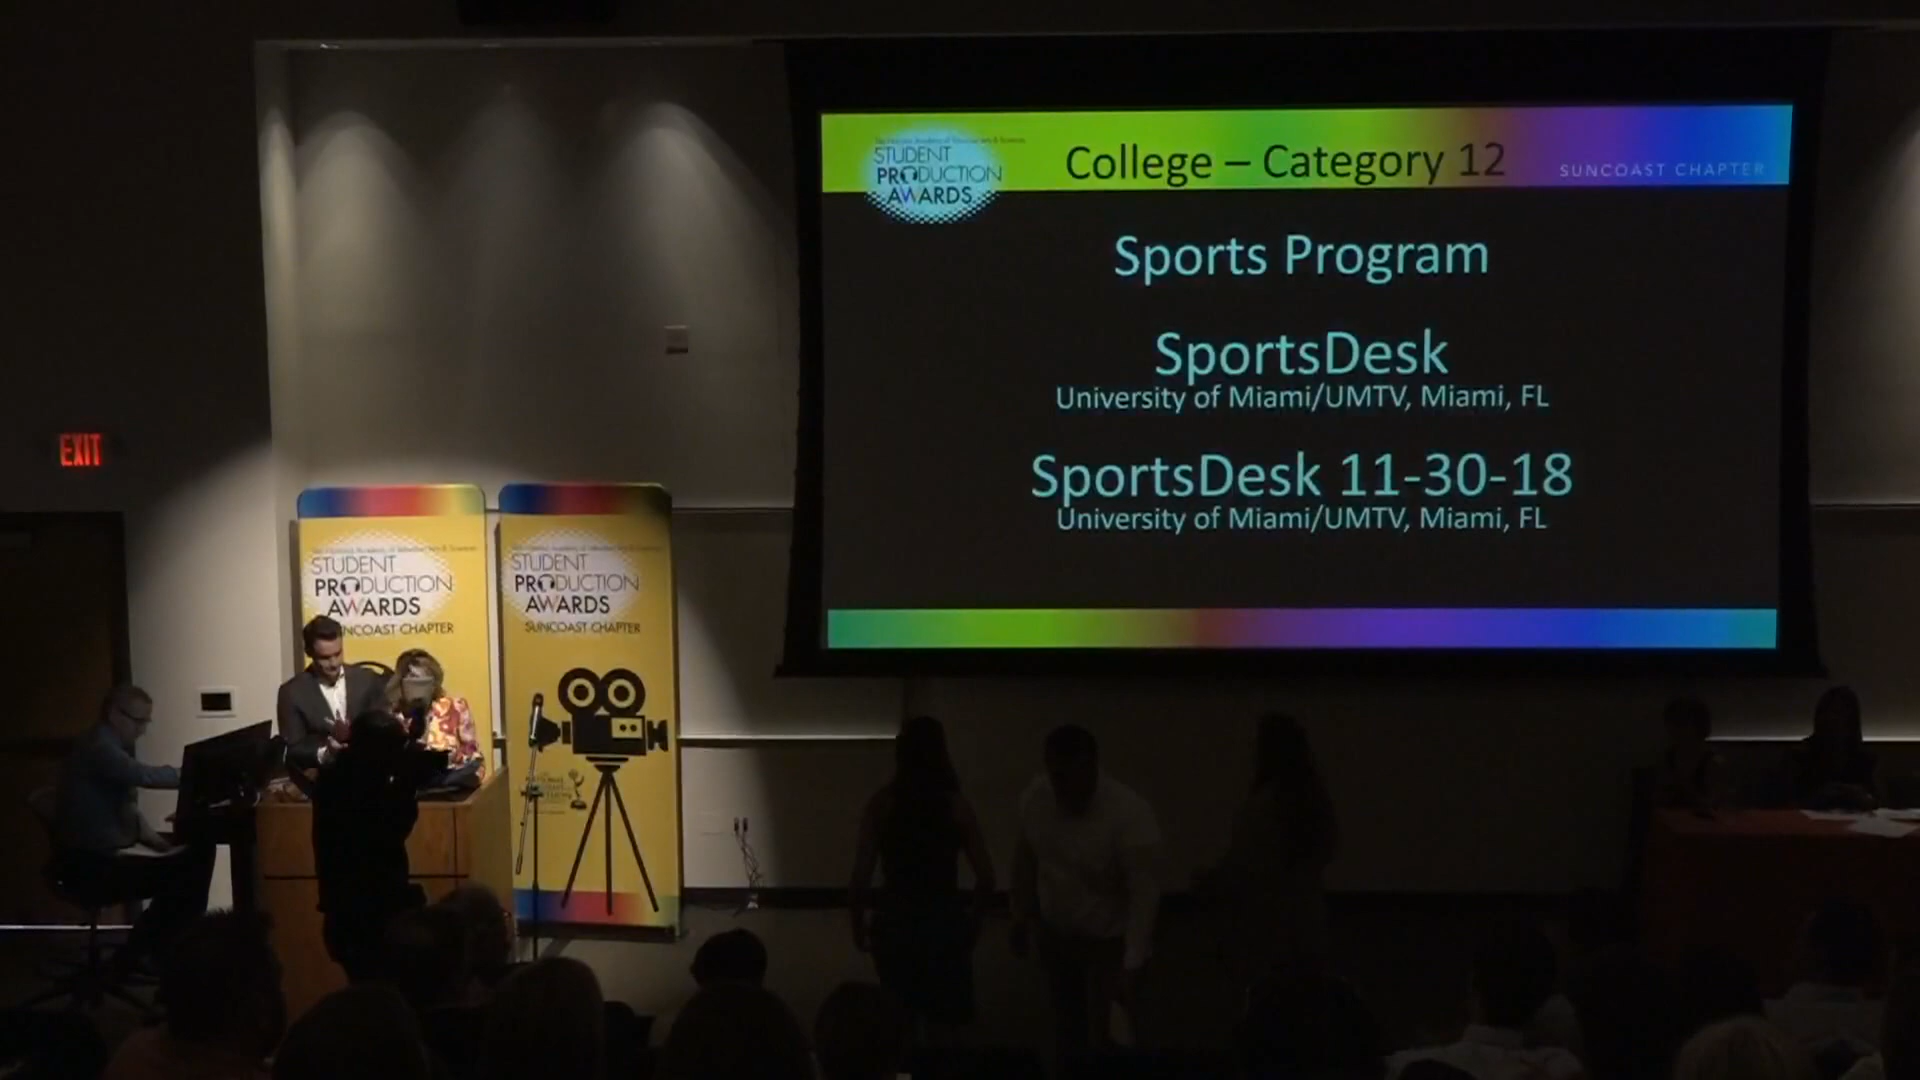 STUDENT
PRODUCTION
AWARDS
College – Category 12
SUNCOAST CHAPTER
Sports Program
SportsDesk
University of Miami/UMTV, Miami, FL
SportsDesk 11-30-18
University of Miami/UMTV, Miami, FL
EXIT
STUDENT
PRODUCTION
AWARDS
NCOAST CHAPTER
STUDENT
PRODUCTION
AWARDS
SUNCOAST CHAPTER